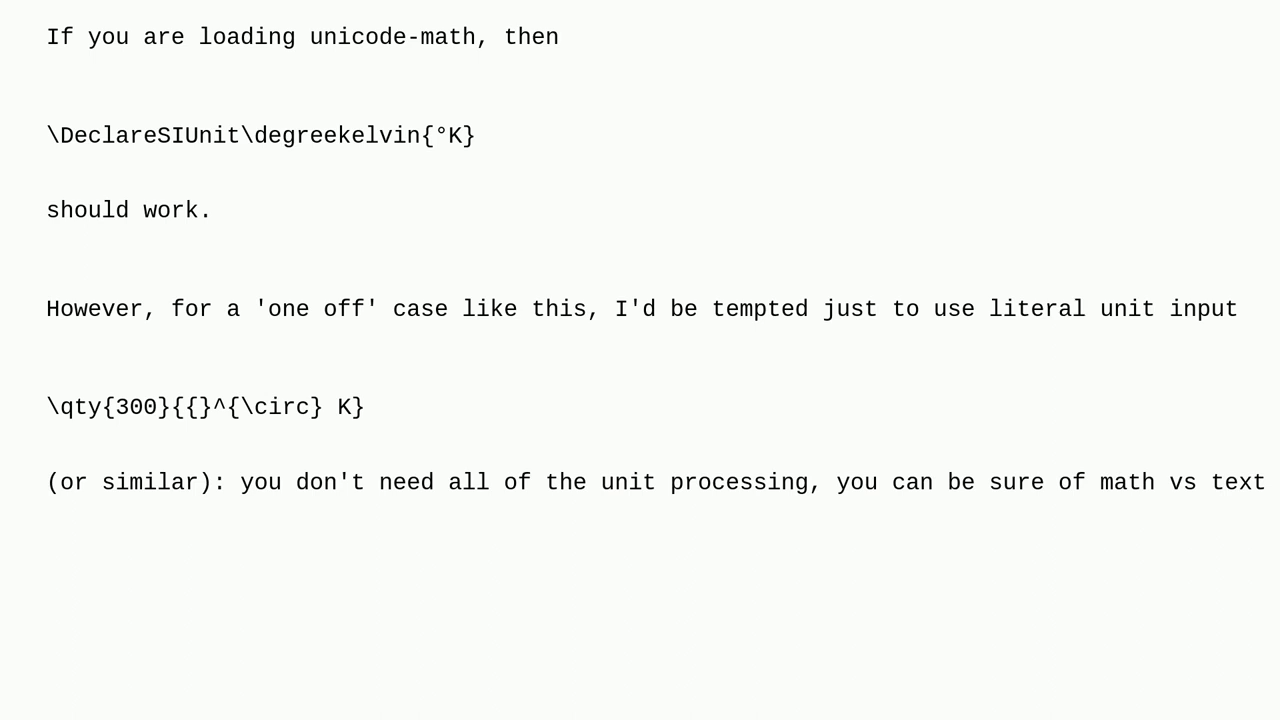 If you are loading unicode-math, then
\DeclareSIUnit\degreekelvin{°K}
should work.
However, for a 'one off' case like this, I'd be tempted just to use literal unit input
\qty{300}{{}^{\circ} K}
(or similar): you don't need all of the unit processing, you can be sure of math vs text